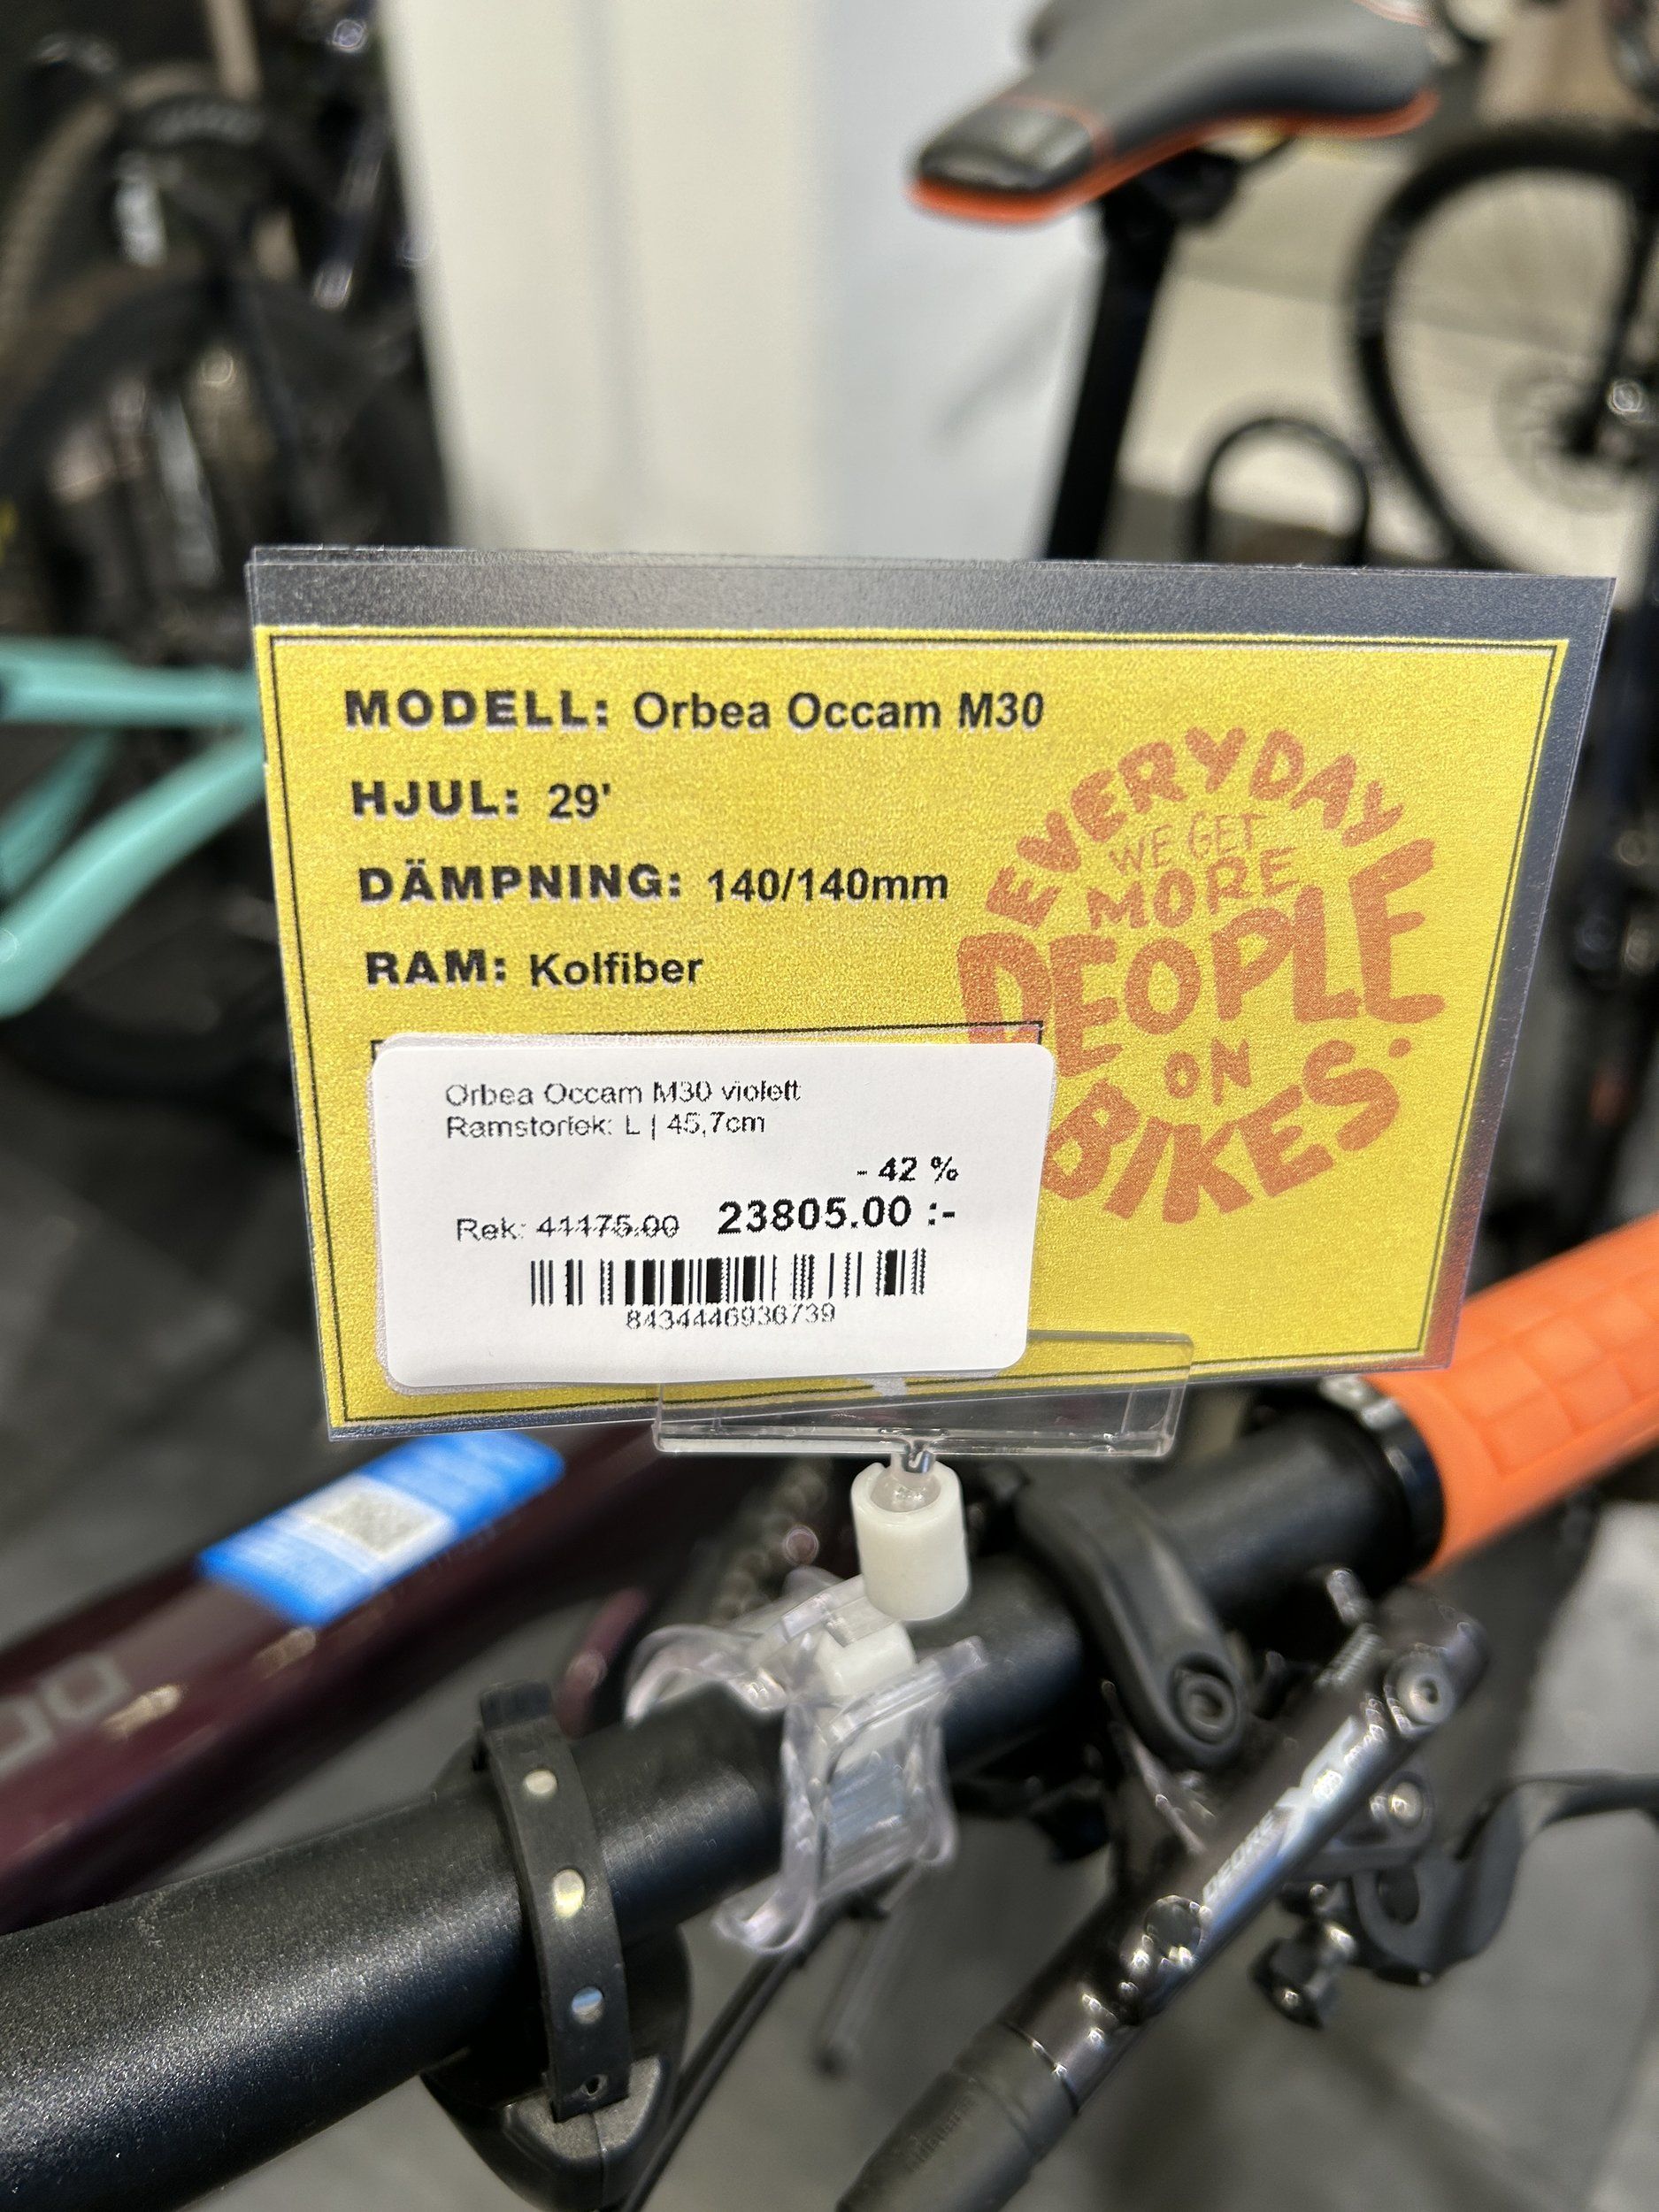 MODELL: Orbea Occam M30
HJUL: 29'
DÄMPNING: 140/140mm
RAM: Kolfiber
EVERYDAY
WE GET
MORE
PEOPLE
ON
BIKES.
Orbea Occam M30 violett
Ramstorlek: L | 45,7cm
- 42 %
Rek: 41175.00 23805.00 :-
8434446936739
DEORE